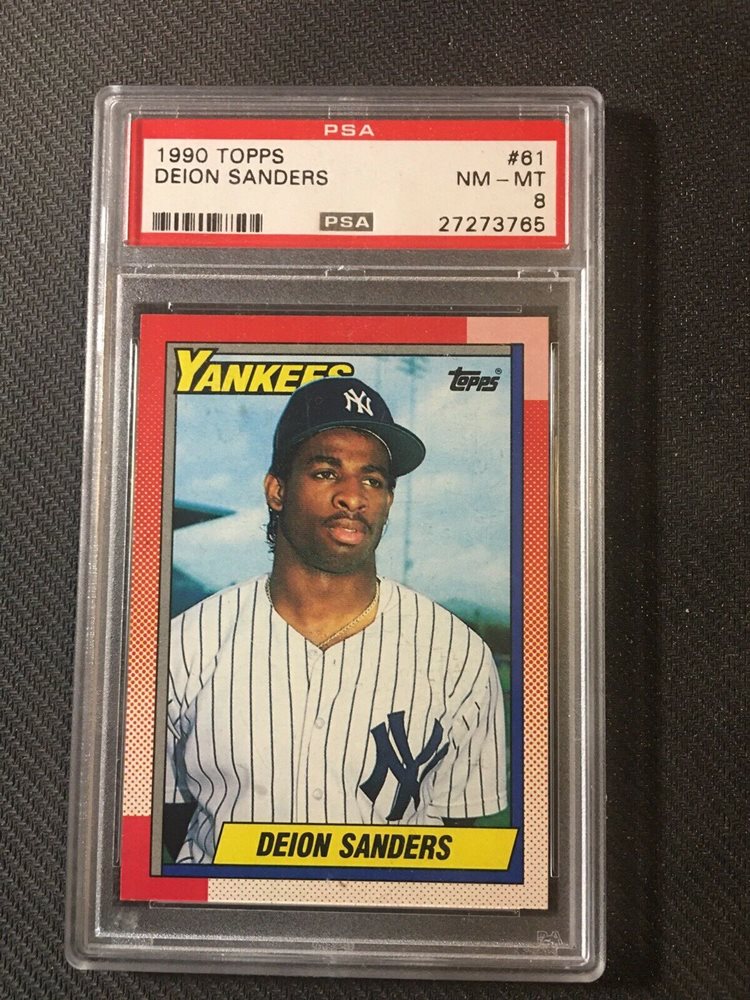 PSA
1990 TOPPS #61
DEION SANDERS NM - MT
8
PSA 27273765
YANKEES
topps®
NY
NY
DEION SANDERS